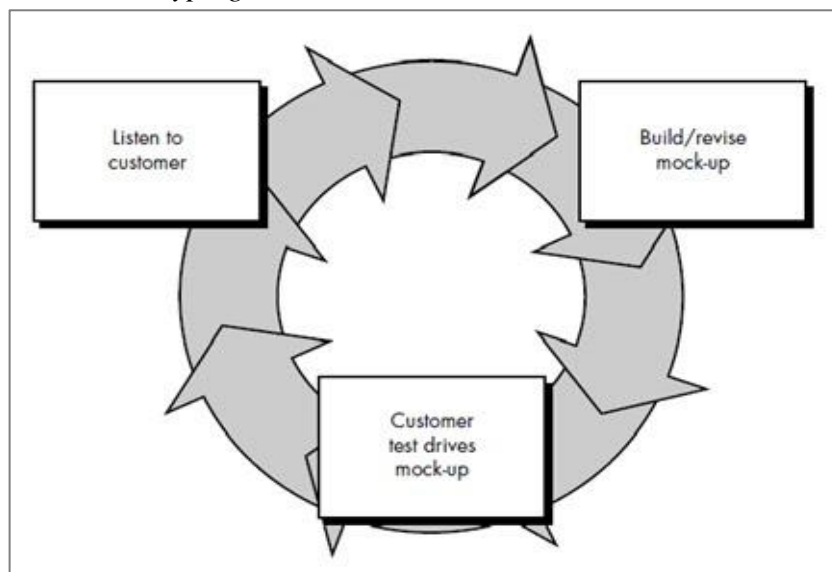 Listen to
customer
Build/revise
mock-up
Customer
test drives
mock-up